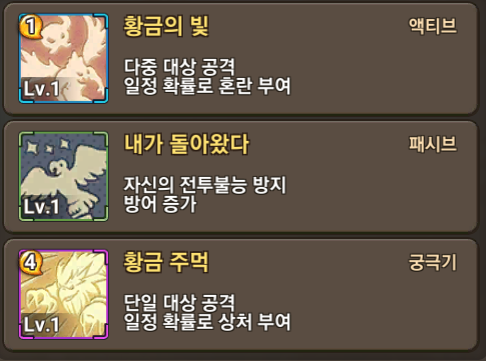 1
황금의 빛
액티브
다중 대상 공격
일정 확률로 혼란 부여
Lv.1
내가 돌아왔다
패시브
자신의 전투불능 방지
방어 증가
Lv.1
4
황금 주먹
궁극기
단일 대상 공격
일정 확률로 상처 부여
Lv.1